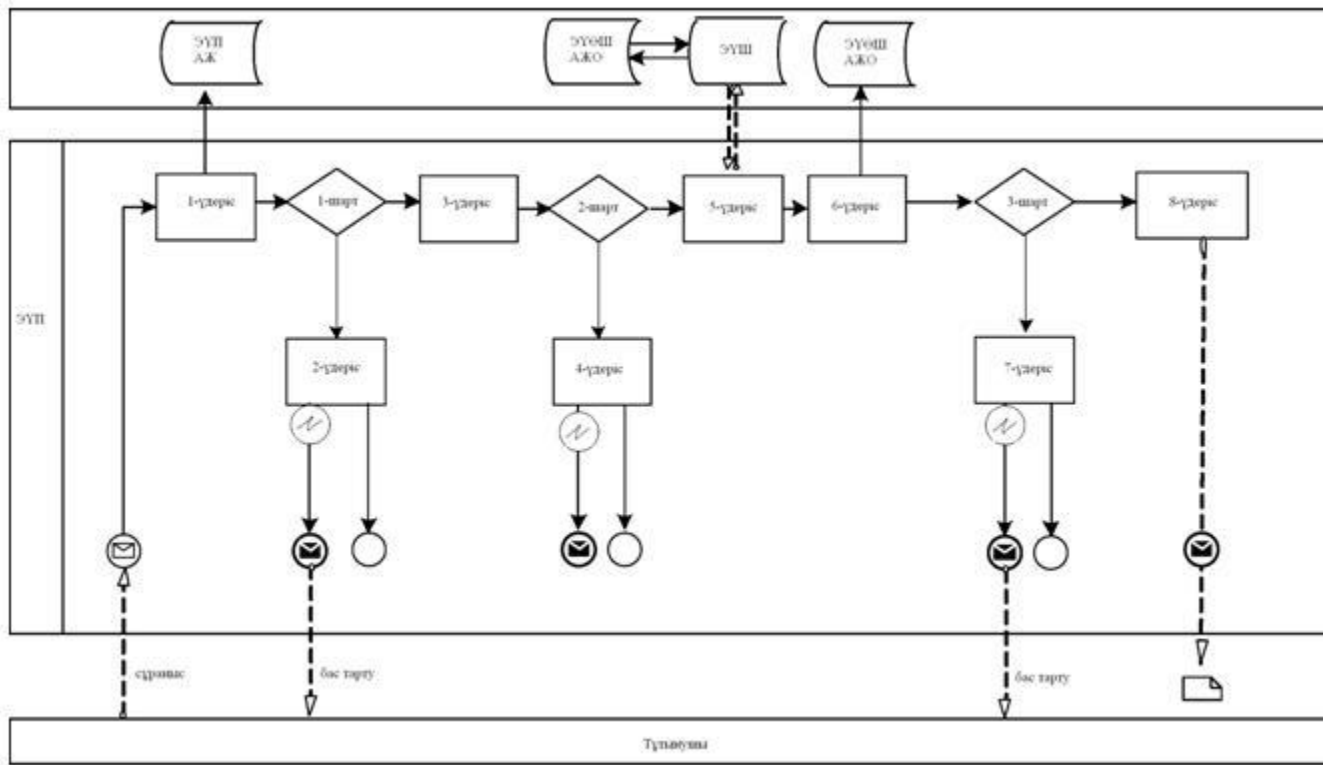 ЭҮП
АЖ
ЭҮӨШ
АЖО
ЭҮШ
ЭҮӨШ
АЖО
1-үдеріс
1-шарт
3-үдеріс
2-шарт
5-үдеріс
6-үдеріс
3-шарт
8-үдеріс
ЭҮП
2-үдеріс
4-үдеріс
7-үдеріс
сұраныс
бас тарту
бас тарту
Тұтынушы